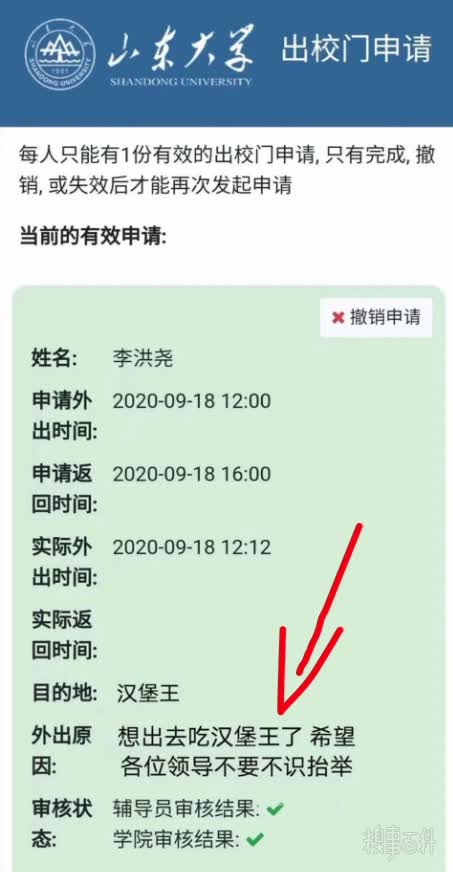 山东大学 出校门申请
SHANDONG UNIVERSITY
SHANDONG UNIVERSITY
1901
每人只能有1份有效的出校门申请, 只有完成, 撤
销, 或失效后才能再次发起申请
当前的有效申请:
撤销申请
姓名: 李洪尧
申请外 2020-09-18 12:00
出时间:
申请返 2020-09-18 16:00
回时间:
实际外 2020-09-18 12:12
出时间:
实际返
回时间:
目的地: 汉堡王
外出原 想出去吃汉堡王了 希望
因: 各位领导不要不识抬举
审核状 辅导员审核结果:
态: 学院审核结果:
糗事百科